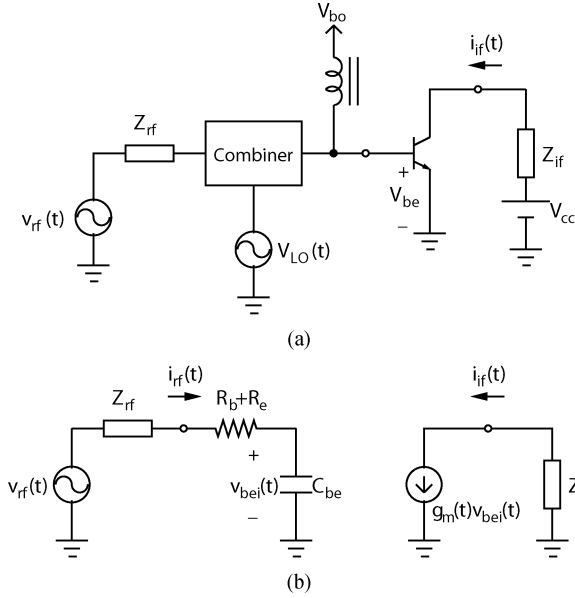 V_bo
i_if(t)
Z_rf
Combiner
Z_if
+
V_be
−
V_cc
v_rf(t)
V_LO(t)
(a)
i_rf(t)
i_if(t)
Z_rf
R_b+R_e
+
v_rf(t)
v_bei(t)
C_be
−
g_m(t)v_bei(t)
Z
(b)